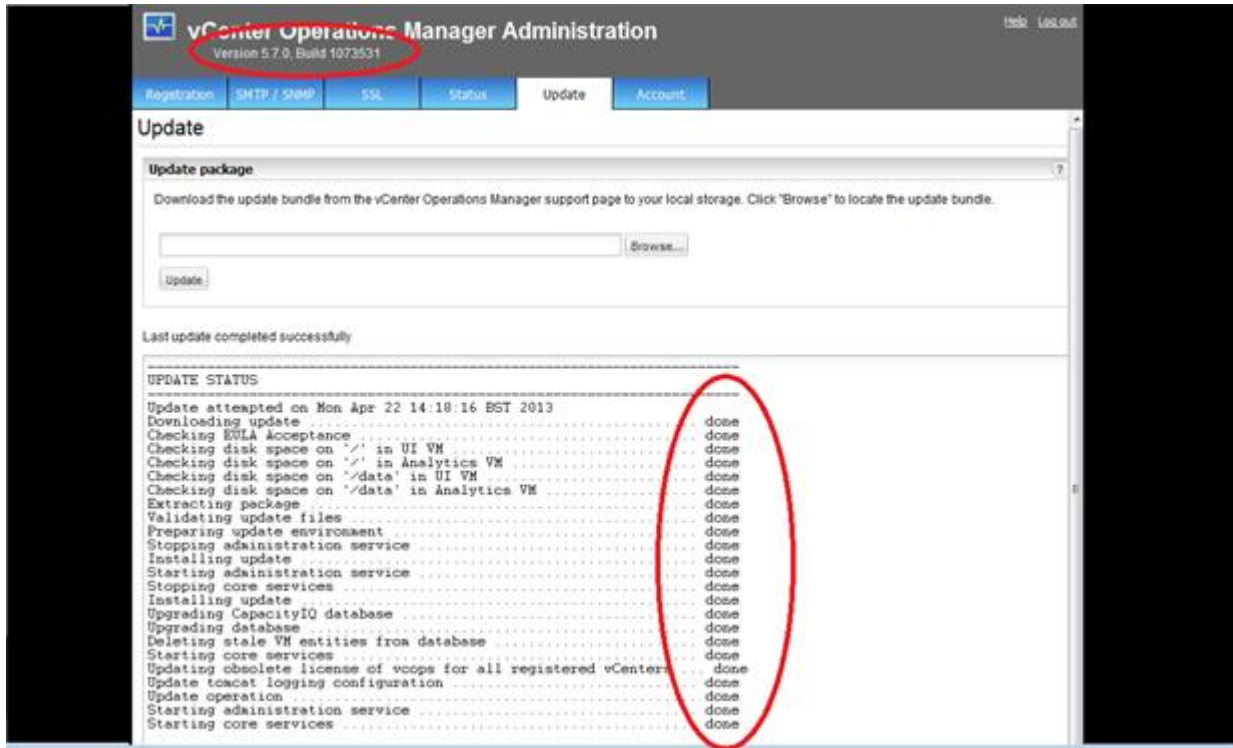 vCenter Operations Manager Administration
Help Log out
Version 5.7.0, Build 1073531
Registration SMTP / SNMP SSL Status Update Account
Update
Update package
?
Download the update bundle from the vCenter Operations Manager support page to your local storage. Click "Browse" to locate the update bundle.
Browse...
Update
Last update completed successfully
UPDATE STATUS
Update attempted on Mon Apr 22 14:18:16 BST 2013
Downloading update ... done
Checking EULA Acceptance ... done
Checking disk space on '/' in UI VM ... done
Checking disk space on '/' in Analytics VM ... done
Checking disk space on '/data' in UI VM ... done
Checking disk space on '/data' in Analytics VM ... done
Extracting package ... done
Validating update files ... done
Preparing update environment ... done
Stopping administration service ... done
Installing update ... done
Starting administration service ... done
Stopping core services ... done
Installing update ... done
Upgrading CapacityIQ database ... done
Upgrading database ... done
Deleting stale VM entities from database ... done
Starting core services ... done
Updating obsolete license of vcops for all registered vCenters ... done
Update tomcat logging configuration ... done
Update operation ... done
Starting administration service ... done
Starting core services ... done